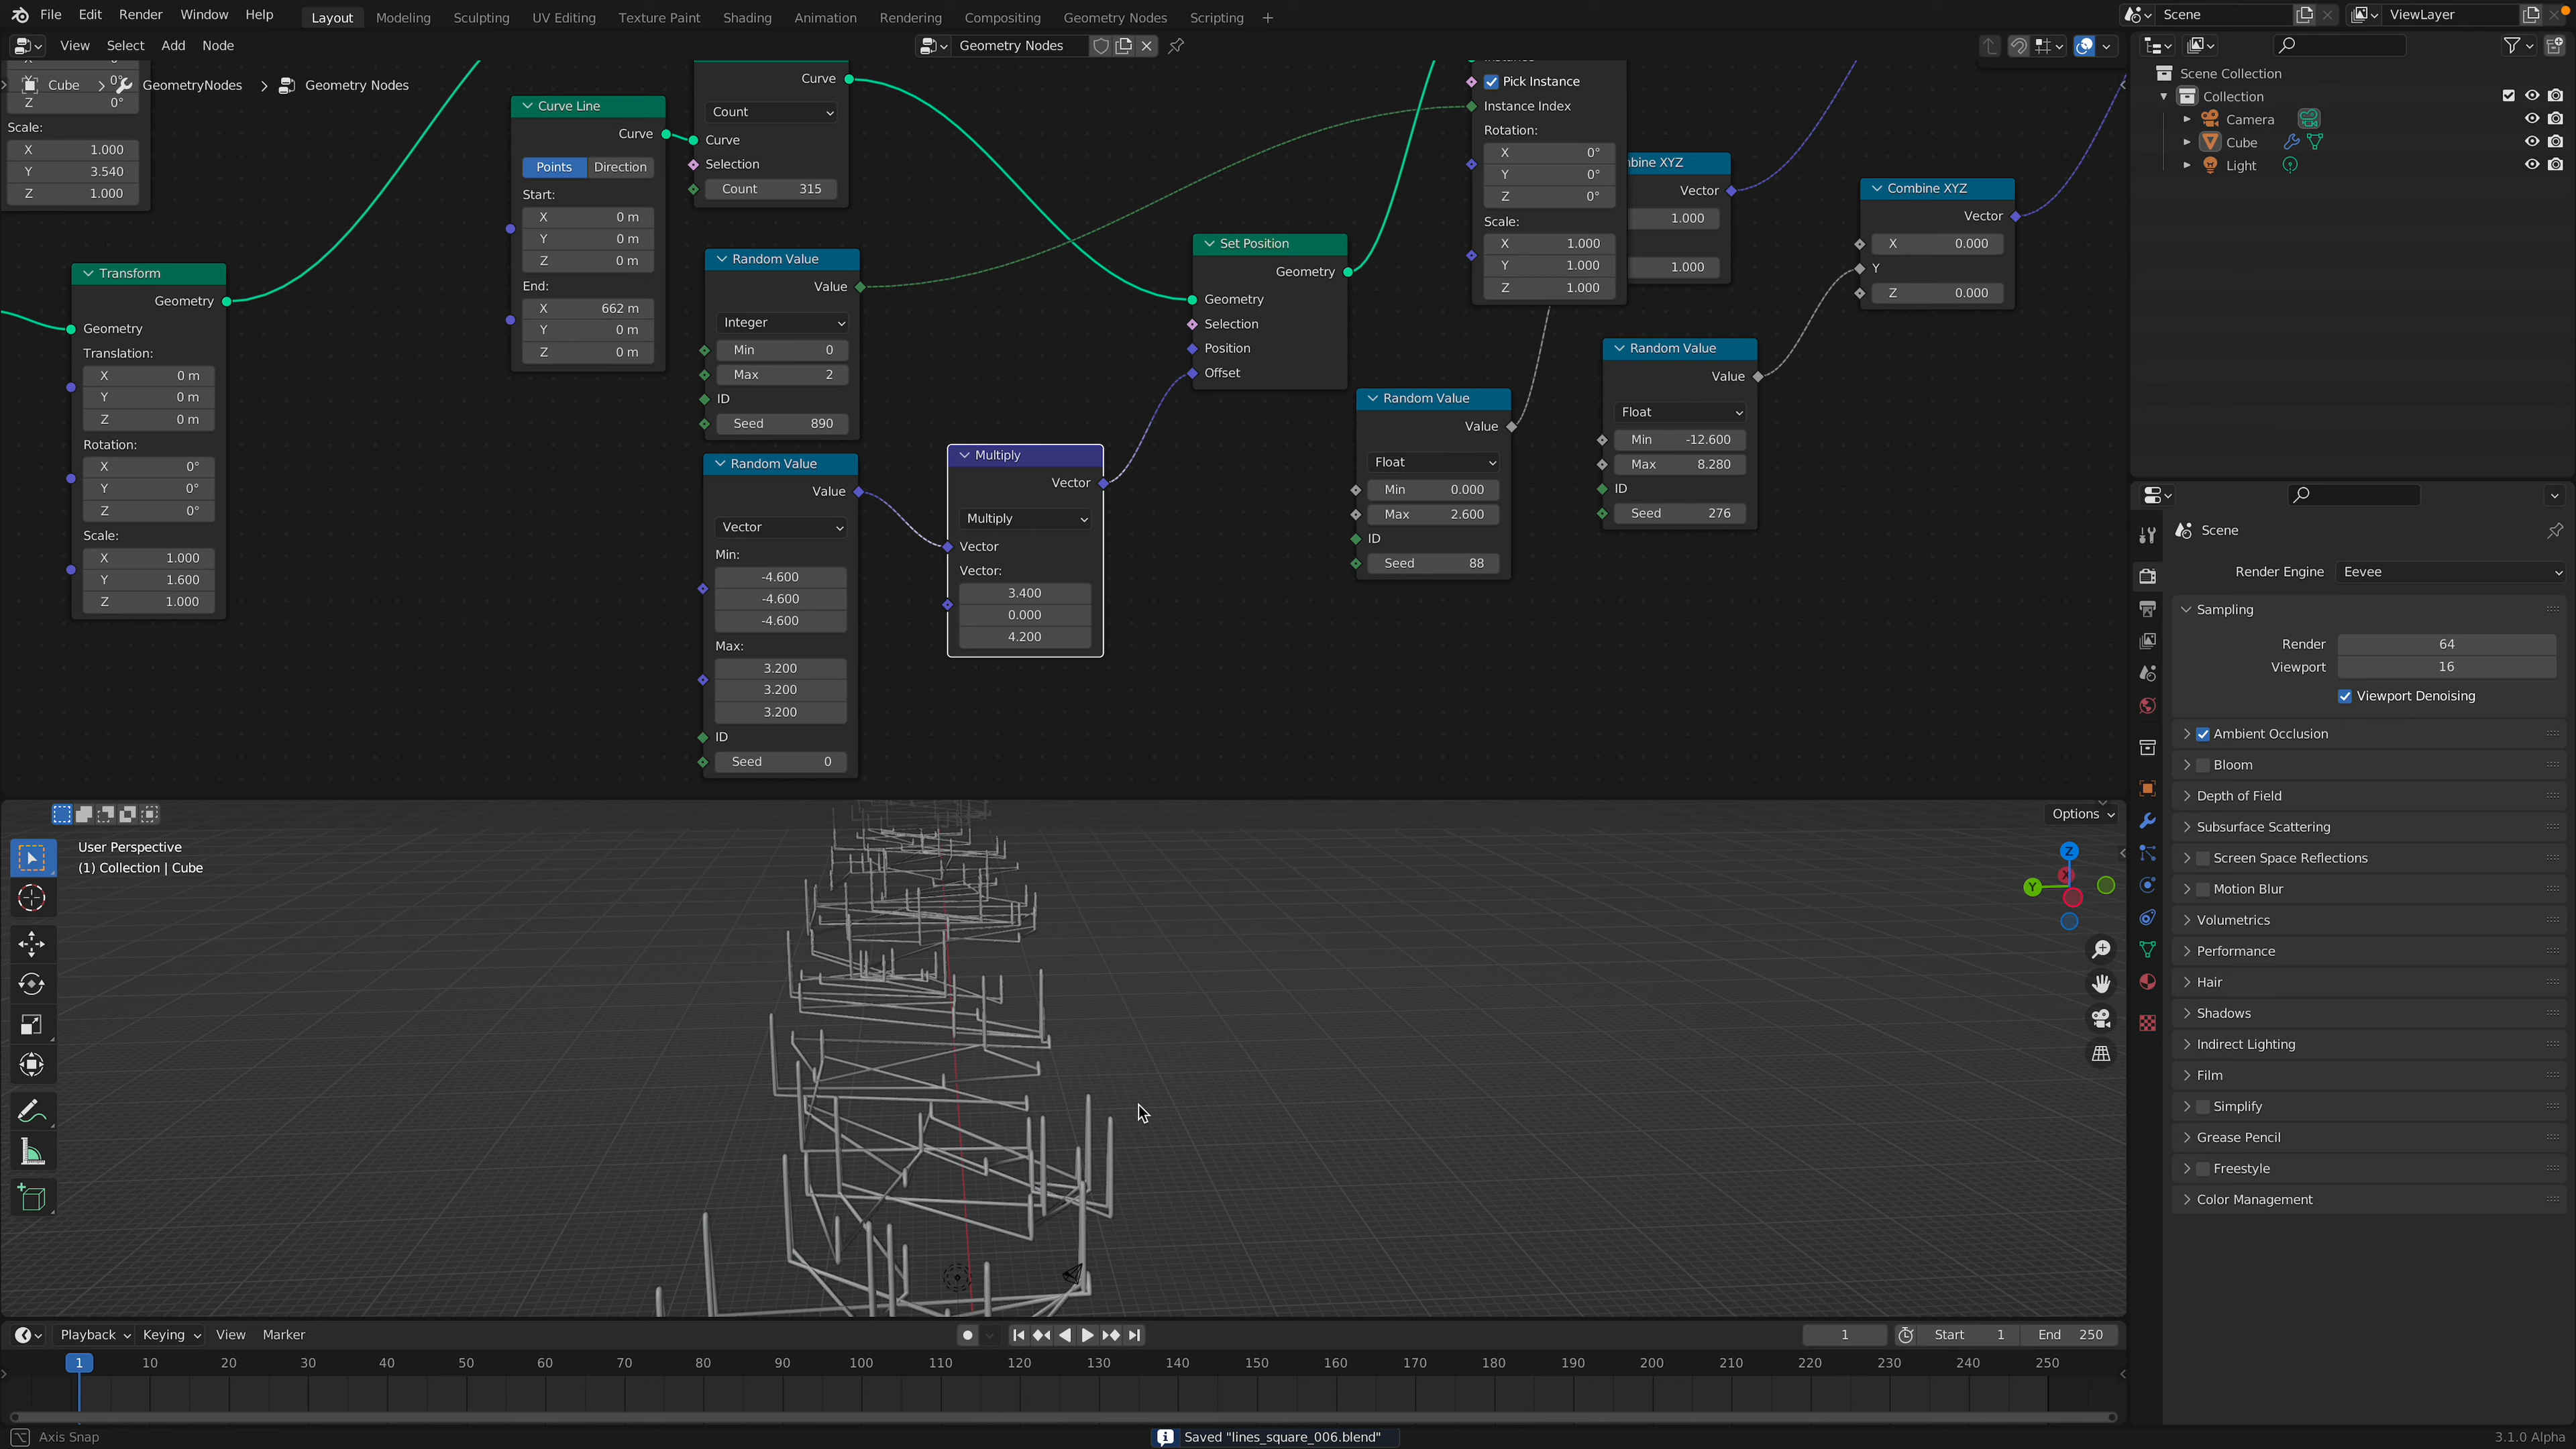 File Edit Render Window Help Layout Modeling Sculpting UV Editing Texture Paint Shading Animation Rendering Compositing Geometry Nodes Scripting + Scene ViewLayer
View Select Add Node Geometry Nodes
Cube > GeometryNodes > Geometry Nodes
Z 0°
Scale:
X 1.000
Y 3.540
Z 1.000
Transform
Geometry
Geometry
Translation:
X 0 m
Y 0 m
Z 0 m
Rotation:
X 0°
Y 0°
Z 0°
Scale:
X 1.000
Y 1.600
Z 1.000
Curve Line
Curve
Points Direction
Start:
X 0 m
Y 0 m
Z 0 m
End:
X 662 m
Y 0 m
Z 0 m
Curve
Count
Curve
Selection
Count 315
Random Value
Value
Integer
Min 0
Max 2
ID
Seed 890
Random Value
Value
Vector
Min:
-4.600
-4.600
-4.600
Max:
3.200
3.200
3.200
ID
Seed 0
Multiply
Vector
Multiply
Vector
Vector:
3.400
0.000
4.200
Set Position
Geometry
Geometry
Selection
Position
Offset
Pick Instance
Instance Index
Rotation:
X 0°
Y 0°
Z 0°
Scale:
X 1.000
Y 1.000
Z 1.000
bine XYZ
Vector
1.000
1.000
Random Value
Value
Float
Min 0.000
Max 2.600
ID
Seed 88
Random Value
Value
Float
Min -12.600
Max 8.280
ID
Seed 276
Combine XYZ
Vector
X 0.000
Y
Z 0.000
Scene Collection
Collection
Camera
Cube
Light
Scene
Render Engine Eevee
Sampling
Render 64
Viewport 16
Viewport Denoising
Ambient Occlusion
Bloom
Depth of Field
Subsurface Scattering
Screen Space Reflections
Motion Blur
Volumetrics
Performance
Hair
Shadows
Indirect Lighting
Film
Simplify
Grease Pencil
Freestyle
Color Management
Options
User Perspective
(1) Collection | Cube
Z
X
Y
Playback Keying View Marker 1 Start 1 End 250
1 10 20 30 40 50 60 70 80 90 100 110 120 130 140 150 160 170 180 190 200 210 220 230 240 250
Axis Snap Saved "lines_square_006.blend" 3.1.0 Alpha